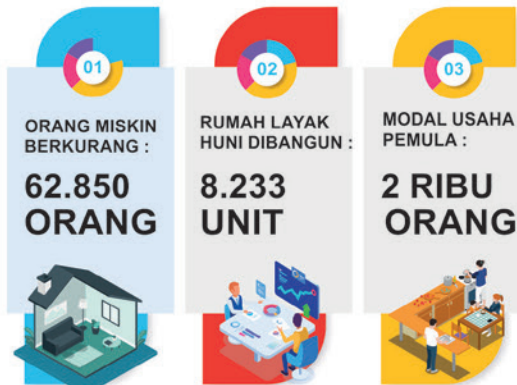 01
ORANG MISKIN
BERKURANG :
62.850
ORANG
02
RUMAH LAYAK
HUNI DIBANGUN :
8.233
UNIT
03
MODAL USAHA
PEMULA :
2 RIBU
ORANG